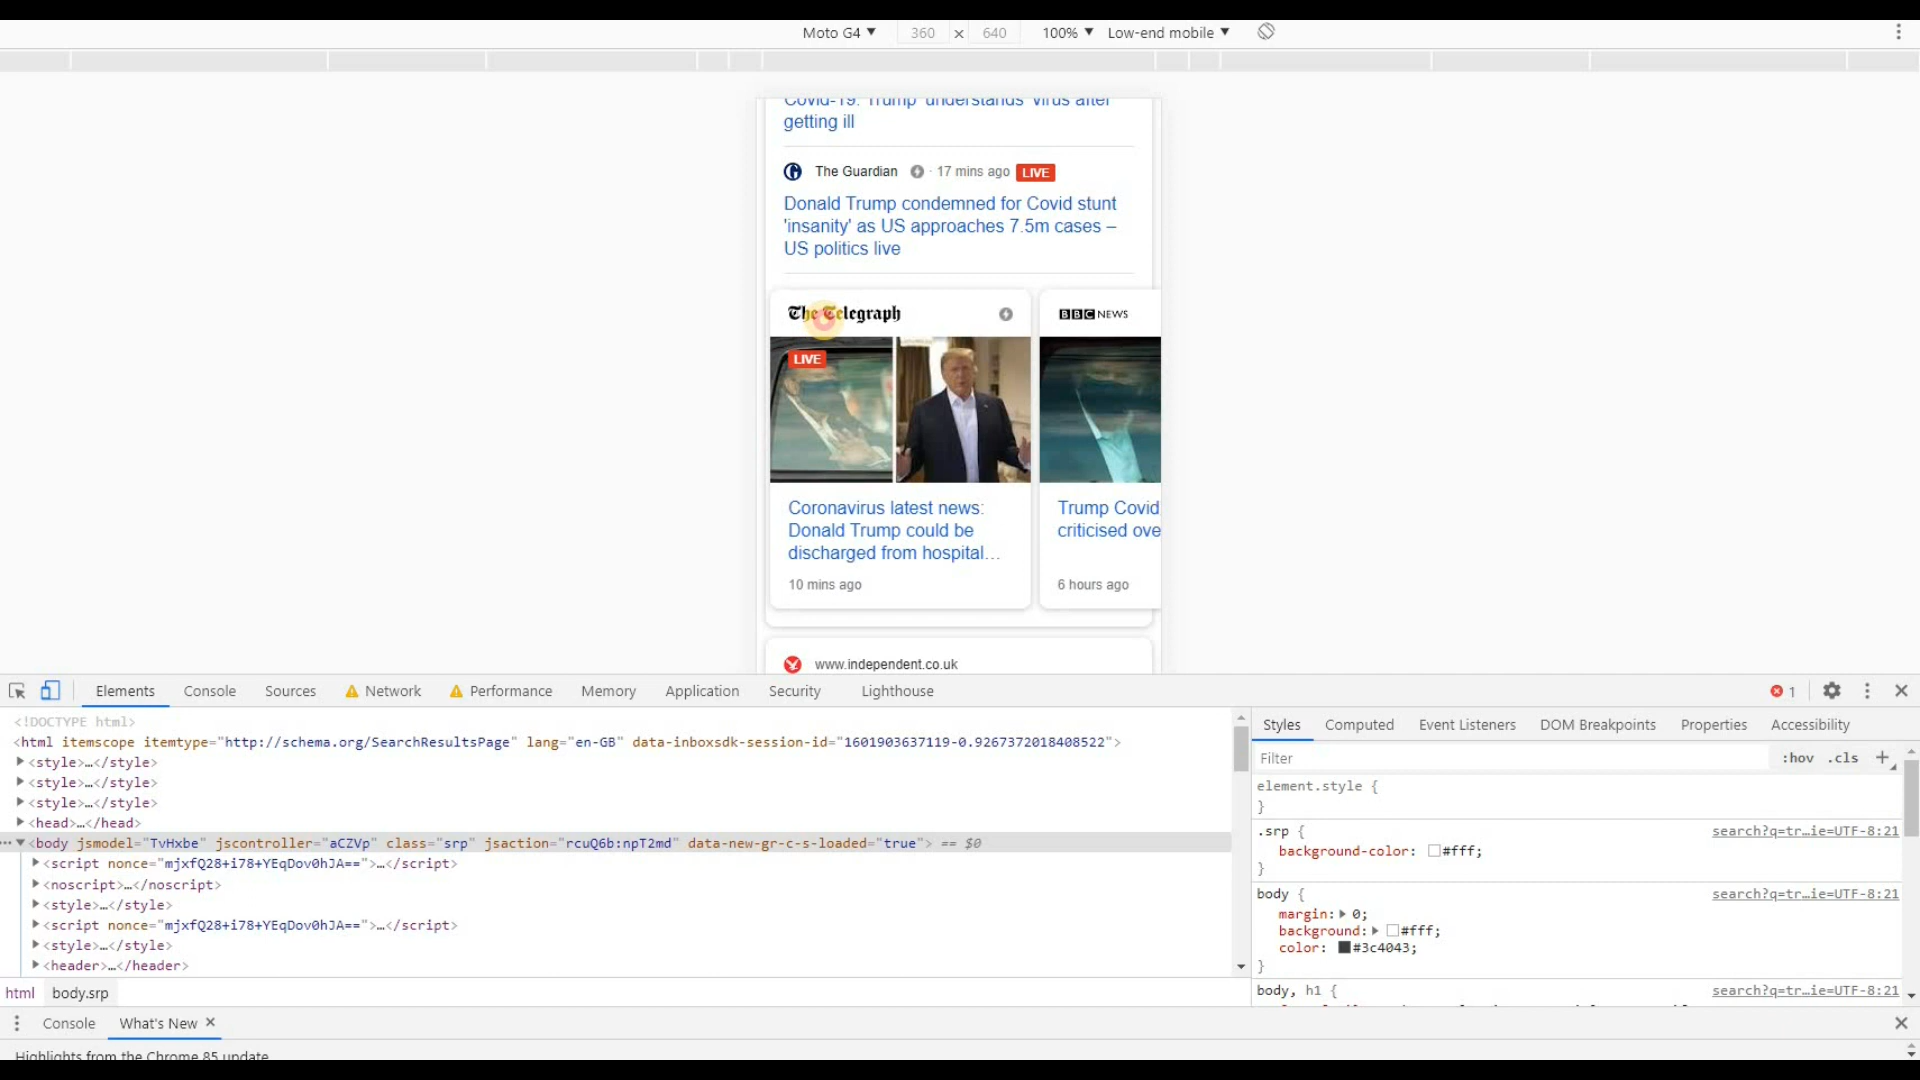 Moto G4 ▼ 360 × 640 100% ▼ Low-end mobile ▼
Covid-19: Trump 'understands' virus after
getting ill
The Guardian · 17 mins ago LIVE
Donald Trump condemned for Covid stunt
'insanity' as US approaches 7.5m cases –
US politics live
The Telegraph
BBC NEWS
LIVE
Coronavirus latest news:
Donald Trump could be
discharged from hospital...
10 mins ago
Trump Covid
criticised ove
6 hours ago
www.independent.co.uk
Elements Console Sources Network Performance Memory Application Security Lighthouse 1
<!DOCTYPE html>
<html itemscope itemtype="http://schema.org/SearchResultsPage" lang="en-GB" data-inboxsdk-session-id="1601903637119-0.9267372018408522">
▶<style>…</style>
▶<style>…</style>
▶<style>…</style>
▶<head>…</head>
…▼<body jsmodel="TvHxbe" jscontroller="aCZVp" class="srp" jsaction="rcuQ6b:npT2md" data-new-gr-c-s-loaded="true"> == $0
▶<script nonce="mjxfQ28+i78+YEqDov0hJA==">…</script>
▶<noscript>…</noscript>
▶<style>…</style>
▶<script nonce="mjxfQ28+i78+YEqDov0hJA==">…</script>
▶<style>…</style>
▶<header>…</header>
html body.srp
Styles Computed Event Listeners DOM Breakpoints Properties Accessibility
Filter :hov .cls +
element.style {
}
.srp { search?q=tr…ie=UTF-8:21
background-color: #fff;
}
body { search?q=tr…ie=UTF-8:21
margin:▶ 0;
background:▶ #fff;
color: #3c4043;
}
body, h1 { search?q=tr…ie=UTF-8:21
Console What's New ×
Highlights from the Chrome 85 update